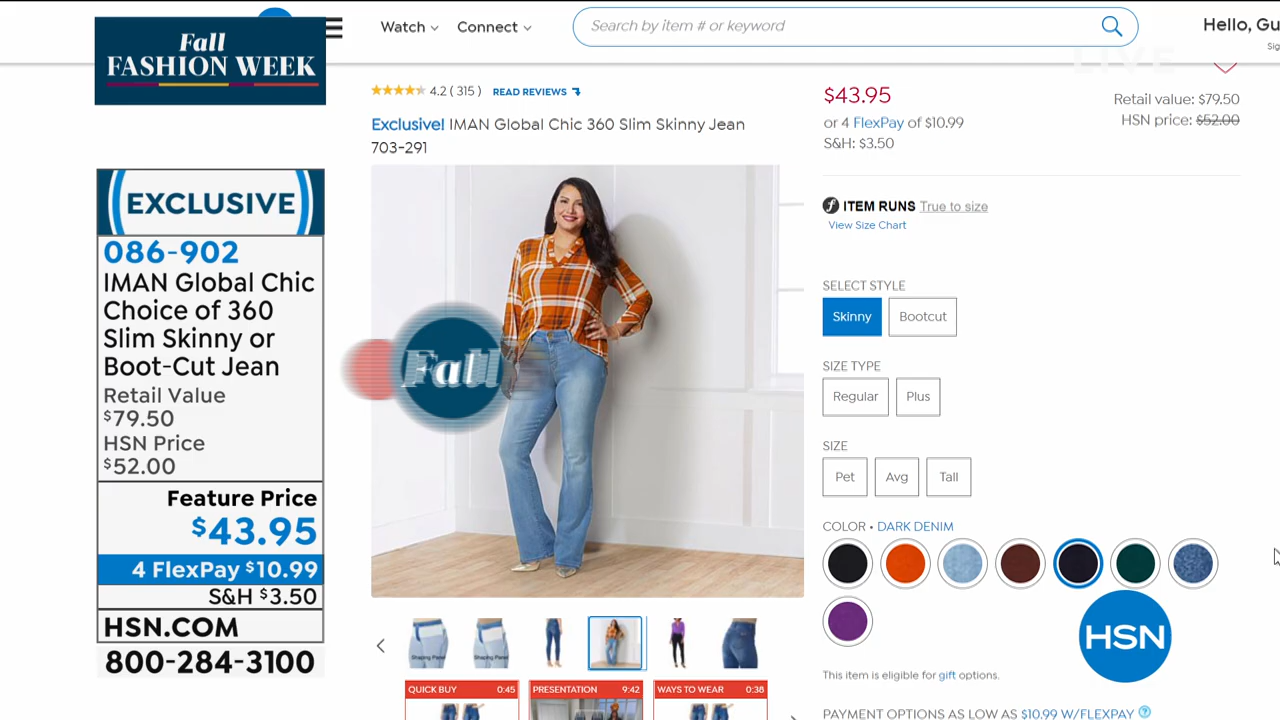 Fall
FASHION WEEK
Watch
Connect
Search by item # or keyword
Hello, Gu
Sig
LIVE
EXCLUSIVE
086-902
IMAN Global Chic
Choice of 360
Slim Skinny or
Boot-Cut Jean
Retail Value
$79.50
HSN Price
$52.00
Feature Price
$43.95
4 FlexPay $10.99
S&H $3.50
HSN.COM
800-284-3100
4.2 ( 315 ) READ REVIEWS
Exclusive! IMAN Global Chic 360 Slim Skinny Jean
703-291
Fall
Shaping Panel
Shaping Panel
QUICK BUY 0:45
PRESENTATION 9:42
WAYS TO WEAR 0:38
$43.95
or 4 FlexPay of $10.99
S&H: $3.50
Retail value: $79.50
HSN price: $52.00
f ITEM RUNS True to size
View Size Chart
SELECT STYLE
Skinny Bootcut
SIZE TYPE
Regular Plus
SIZE
Pet Avg Tall
COLOR • DARK DENIM
HSN
This item is eligible for gift options.
PAYMENT OPTIONS AS LOW AS $10.99 W/FLEXPAY ?